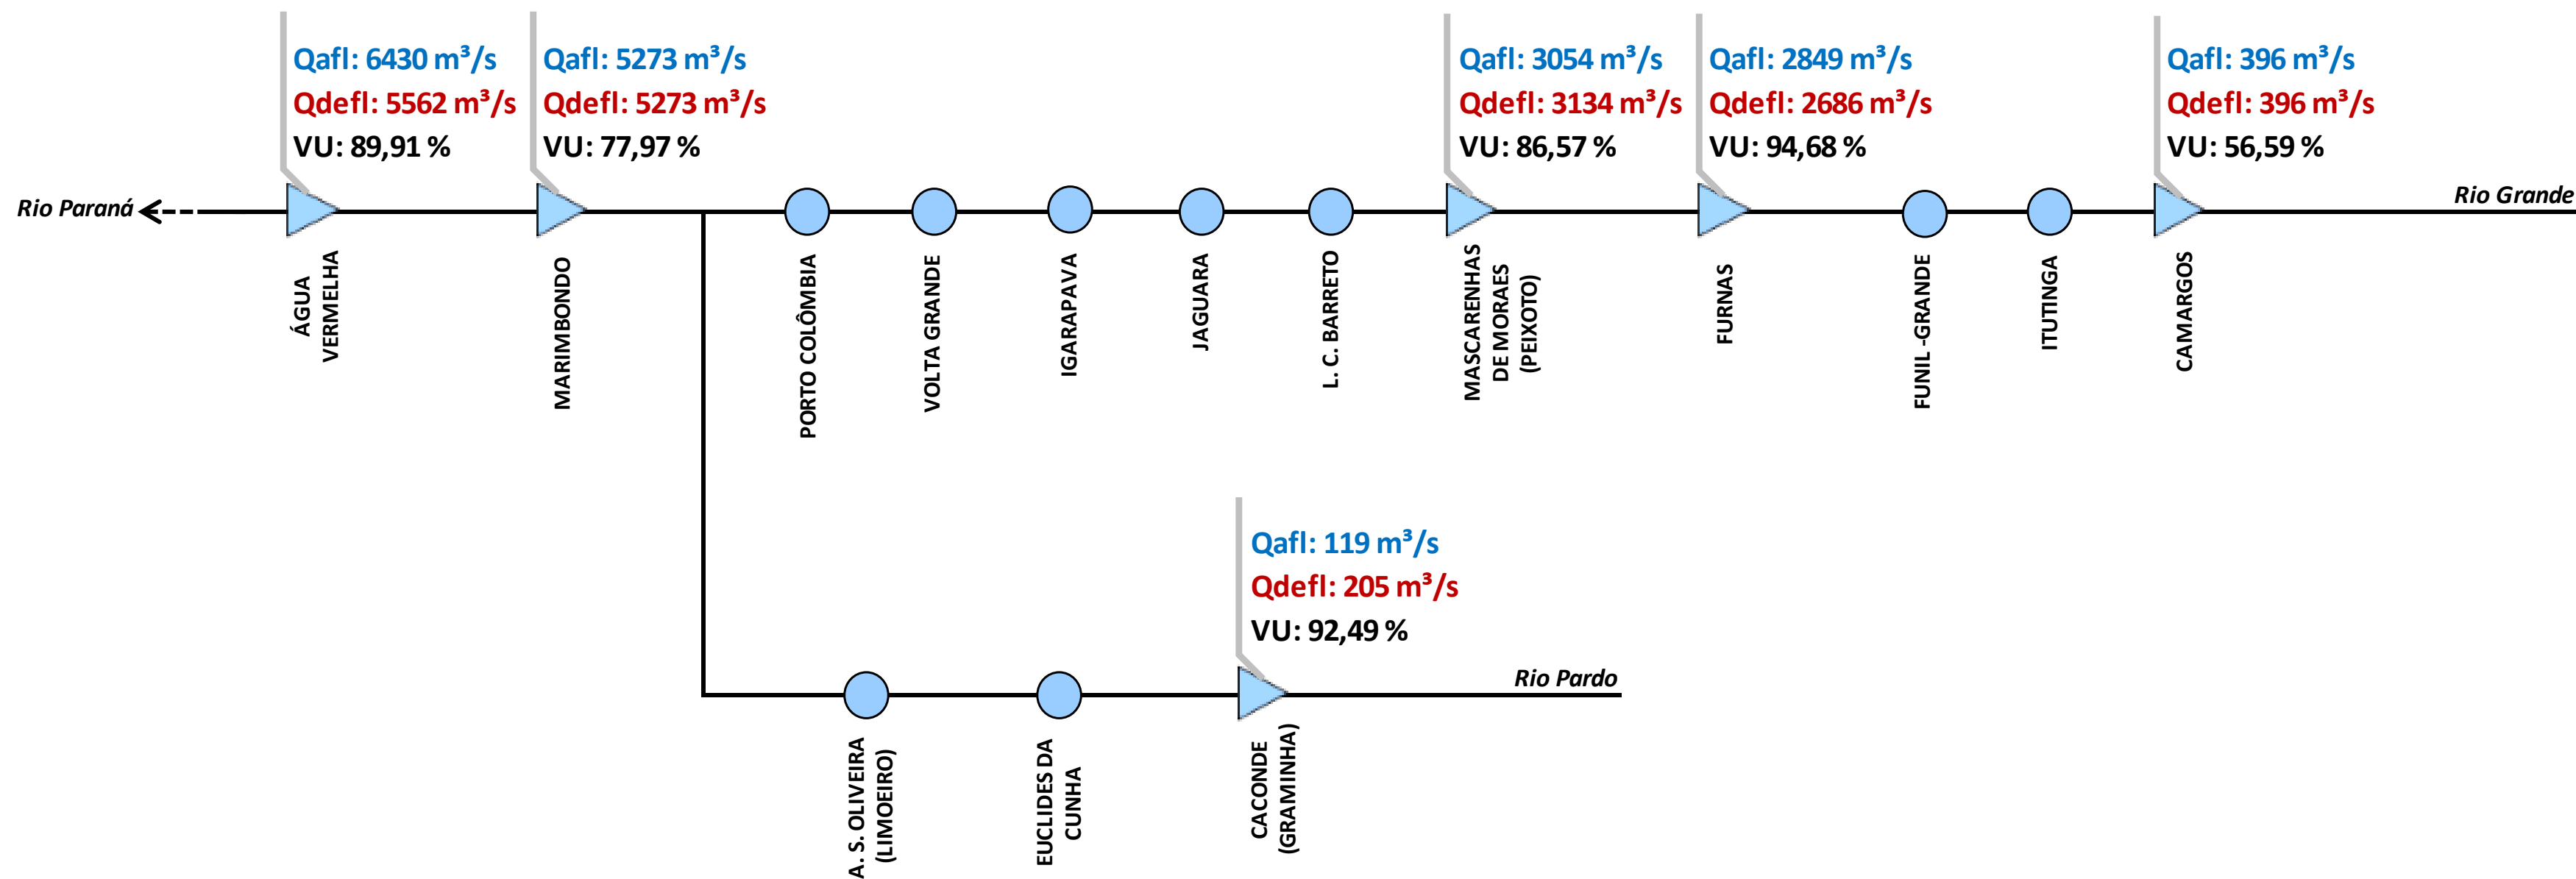 Qafl: 6430 m³/s
Qdefl: 5562 m³/s
VU: 89,91 %
Qafl: 5273 m³/s
Qdefl: 5273 m³/s
VU: 77,97 %
Qafl: 3054 m³/s
Qdefl: 3134 m³/s
VU: 86,57 %
Qafl: 2849 m³/s
Qdefl: 2686 m³/s
VU: 94,68 %
Qafl: 396 m³/s
Qdefl: 396 m³/s
VU: 56,59 %
Rio Paraná
Rio Grande
ÁGUA
VERMELHA
MARIMBONDO
PORTO COLÔMBIA
VOLTA GRANDE
IGARAPAVA
JAGUARA
L. C. BARRETO
MASCARENHAS
DE MORAES
(PEIXOTO)
FURNAS
FUNIL -GRANDE
ITUTINGA
CAMARGOS
Qafl: 119 m³/s
Qdefl: 205 m³/s
VU: 92,49 %
Rio Pardo
A. S. OLIVEIRA
(LIMOEIRO)
EUCLIDES DA
CUNHA
CACONDE
(GRAMINHA)